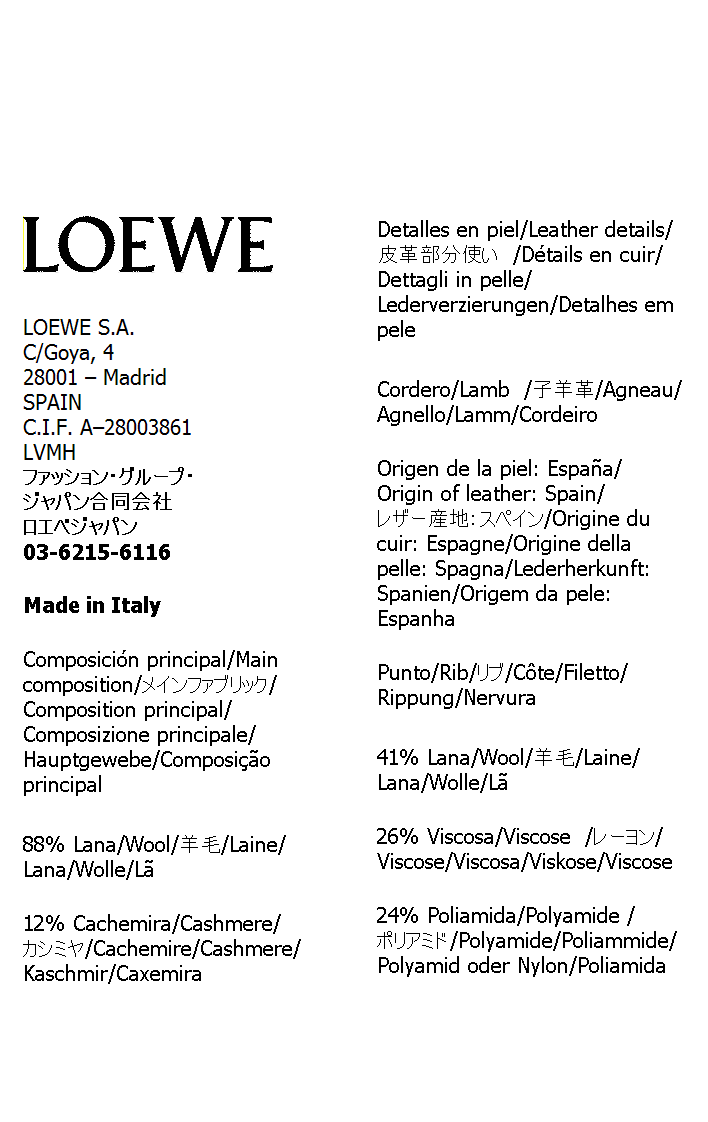 LOEWE
LOEWE S.A.
C/Goya, 4
28001 – Madrid
SPAIN
C.I.F. A–28003861
LVMH
ファッション・グループ・
ジャパン合同会社
ロエベジャパン
03-6215-6116
Made in Italy
Composición principal/Main
composition/メインファブリック/
Composition principal/
Composizione principale/
Hauptgewebe/Composição
principal
88% Lana/Wool/羊毛/Laine/
Lana/Wolle/Lã
12% Cachemira/Cashmere/
カシミヤ/Cachemire/Cashmere/
Kaschmir/Caxemira
Detalles en piel/Leather details/
皮革部分使い /Détails en cuir/
Dettagli in pelle/
Lederverzierungen/Detalhes em
pele
Cordero/Lamb /子羊革/Agneau/
Agnello/Lamm/Cordeiro
Origen de la piel: España/
Origin of leather: Spain/
レザー産地：スペイン/Origine du
cuir: Espagne/Origine della
pelle: Spagna/Lederherkunft:
Spanien/Origem da pele:
Espanha
Punto/Rib/リブ/Côte/Filetto/
Rippung/Nervura
41% Lana/Wool/羊毛/Laine/
Lana/Wolle/Lã
26% Viscosa/Viscose /レーヨン/
Viscose/Viscosa/Viskose/Viscose
24% Poliamida/Polyamide /
ポリアミド/Polyamide/Poliammide/
Polyamid oder Nylon/Poliamida